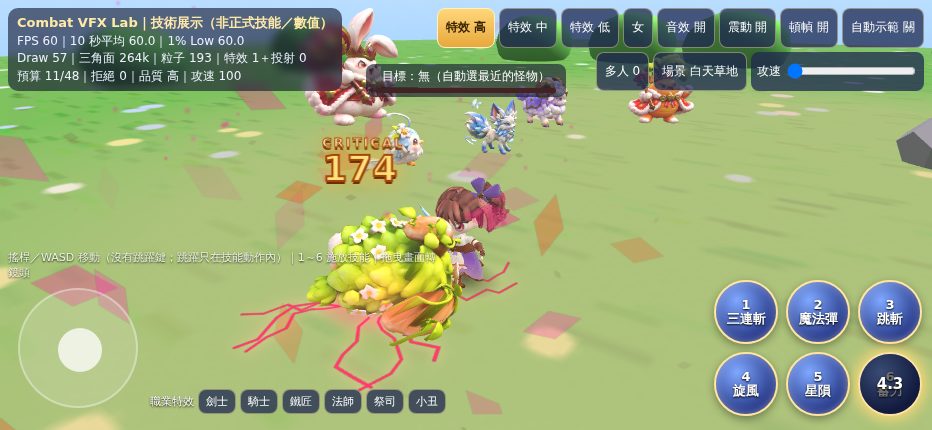 Combat VFX Lab｜技術展示（非正式技能／數值）
FPS 60｜10 秒平均 60.0｜1% Low 60.0
Draw 57｜三角面 264k｜粒子 193｜特效 1＋投射 0
預算 11/48｜拒絕 0｜品質 高｜攻速 100
特效 高
特效 中
特效 低
女
音效 開
震動 開
頓幀 開
自動示範 關
多人 0
場景 白天草地
攻速
目標：無（自動選最近的怪物）
CRITICAL
174
搖桿／WASD 移動（沒有跳躍鍵；跳躍只在技能動作內）｜1～6 施放技能｜拖曳畫面轉
鏡頭
1
三連斬
2
魔法彈
3
跳斬
4
旋風
5
星隕
6
4.3
蓄力
職業特效
劍士
騎士
鐵匠
法師
祭司
小丑